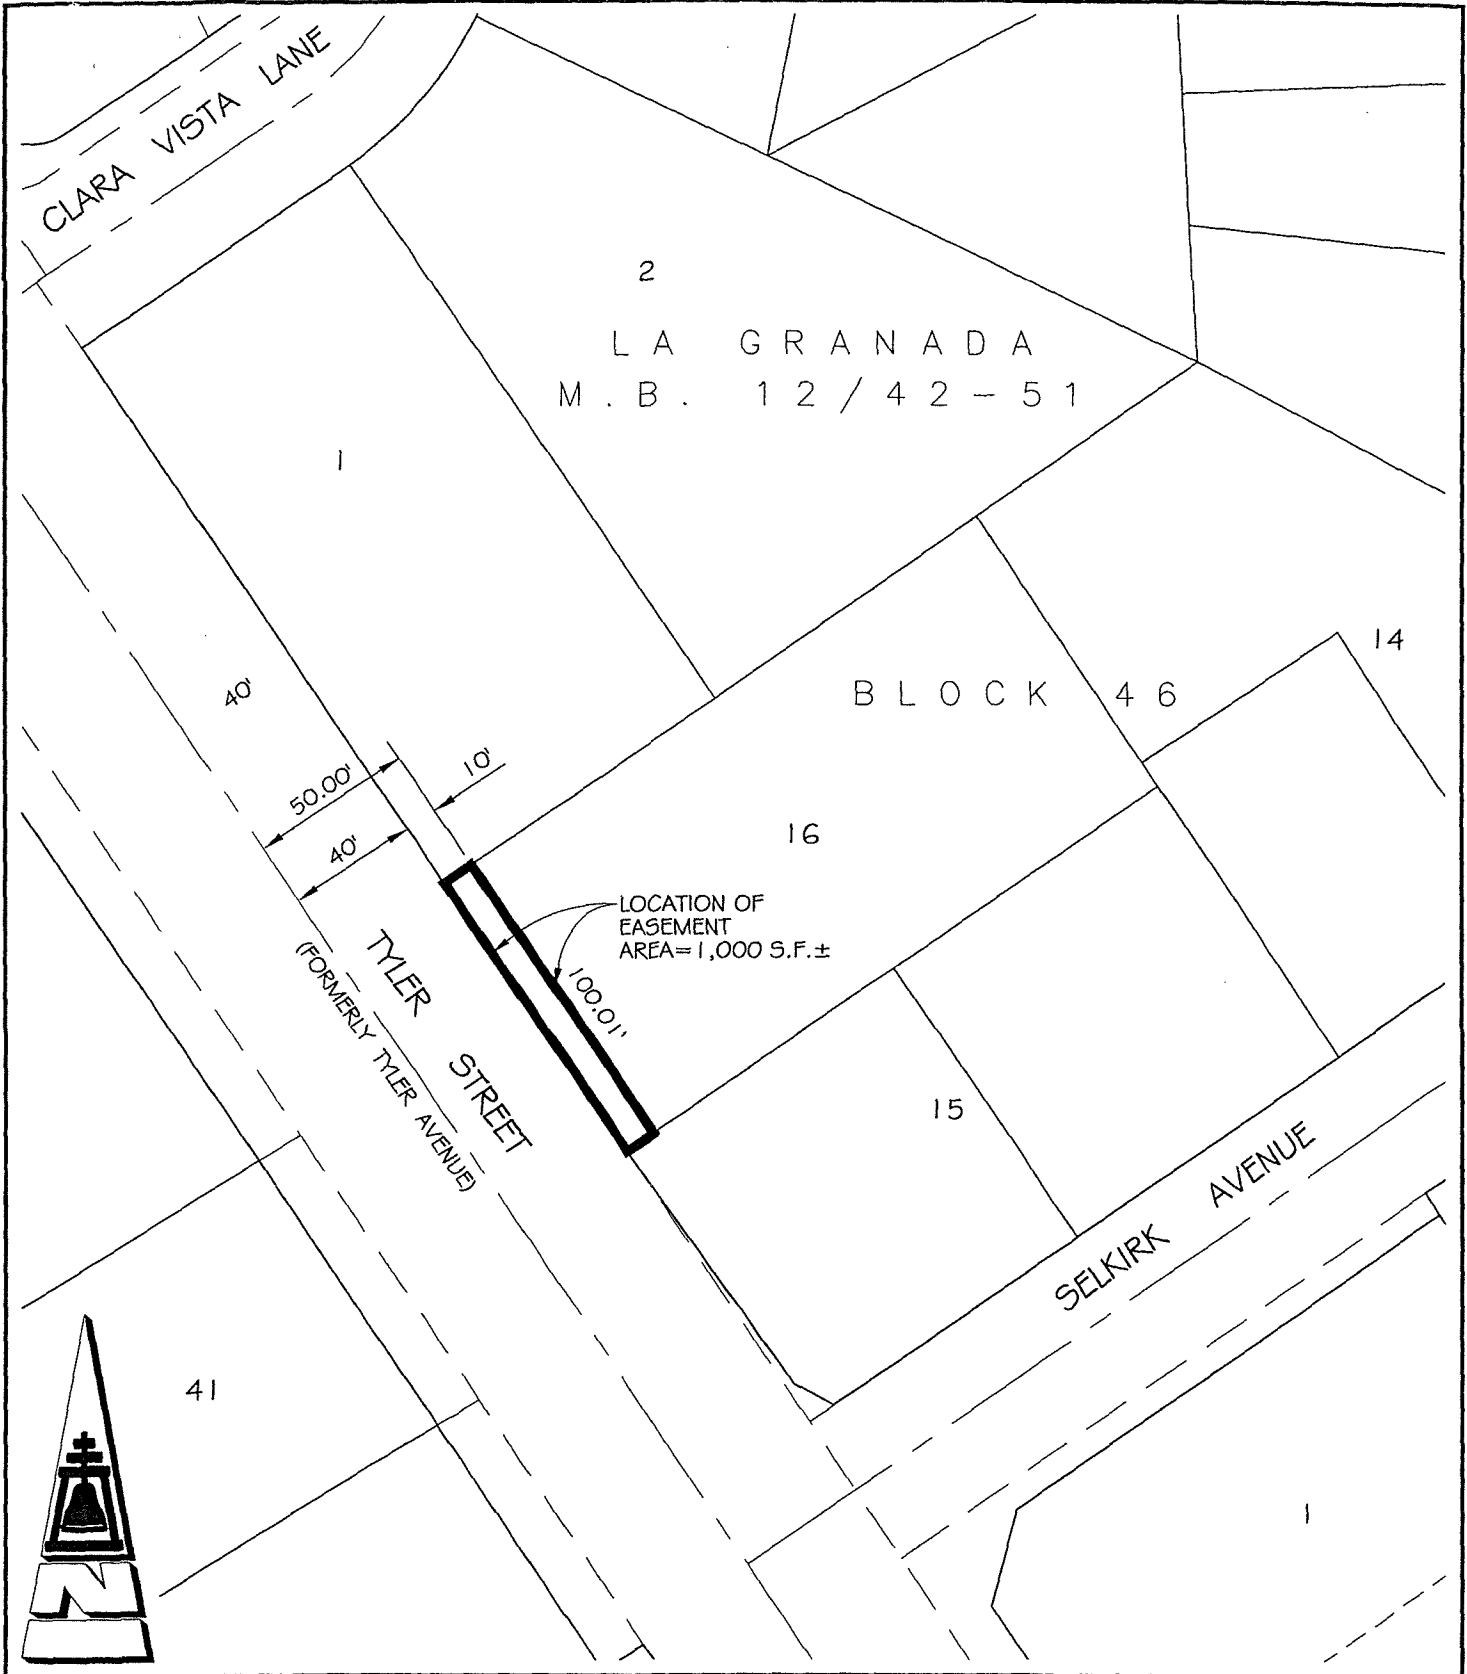 CLARA VISTA LANE
2
LA GRANADA
M.B. 12/42-51
1
14
40'
BLOCK 46
50.00'
10'
40'
16
LOCATION OF
EASEMENT
AREA=1,000 S.F.±
100.01'
TYLER STREET
(FORMERLY TYLER AVENUE)
15
SELKIRK AVENUE
41
1
N